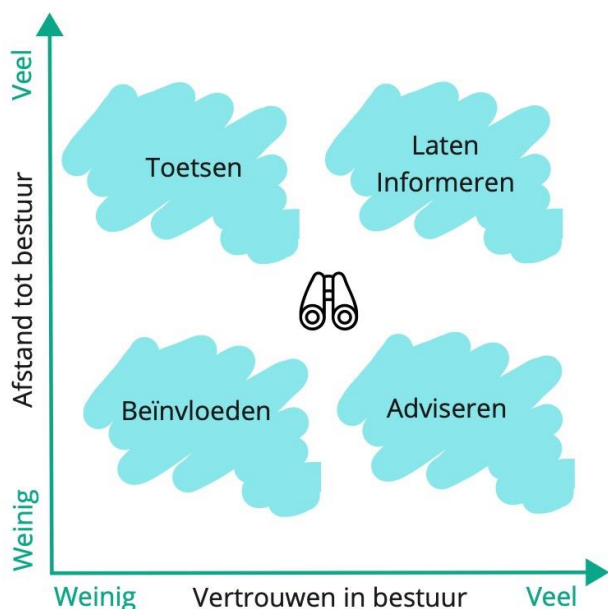 Veel
Toetsen
Laten
Informeren
Afstand tot bestuur
Beïnvloeden
Adviseren
Weinig
Weinig
Vertrouwen in bestuur
Veel